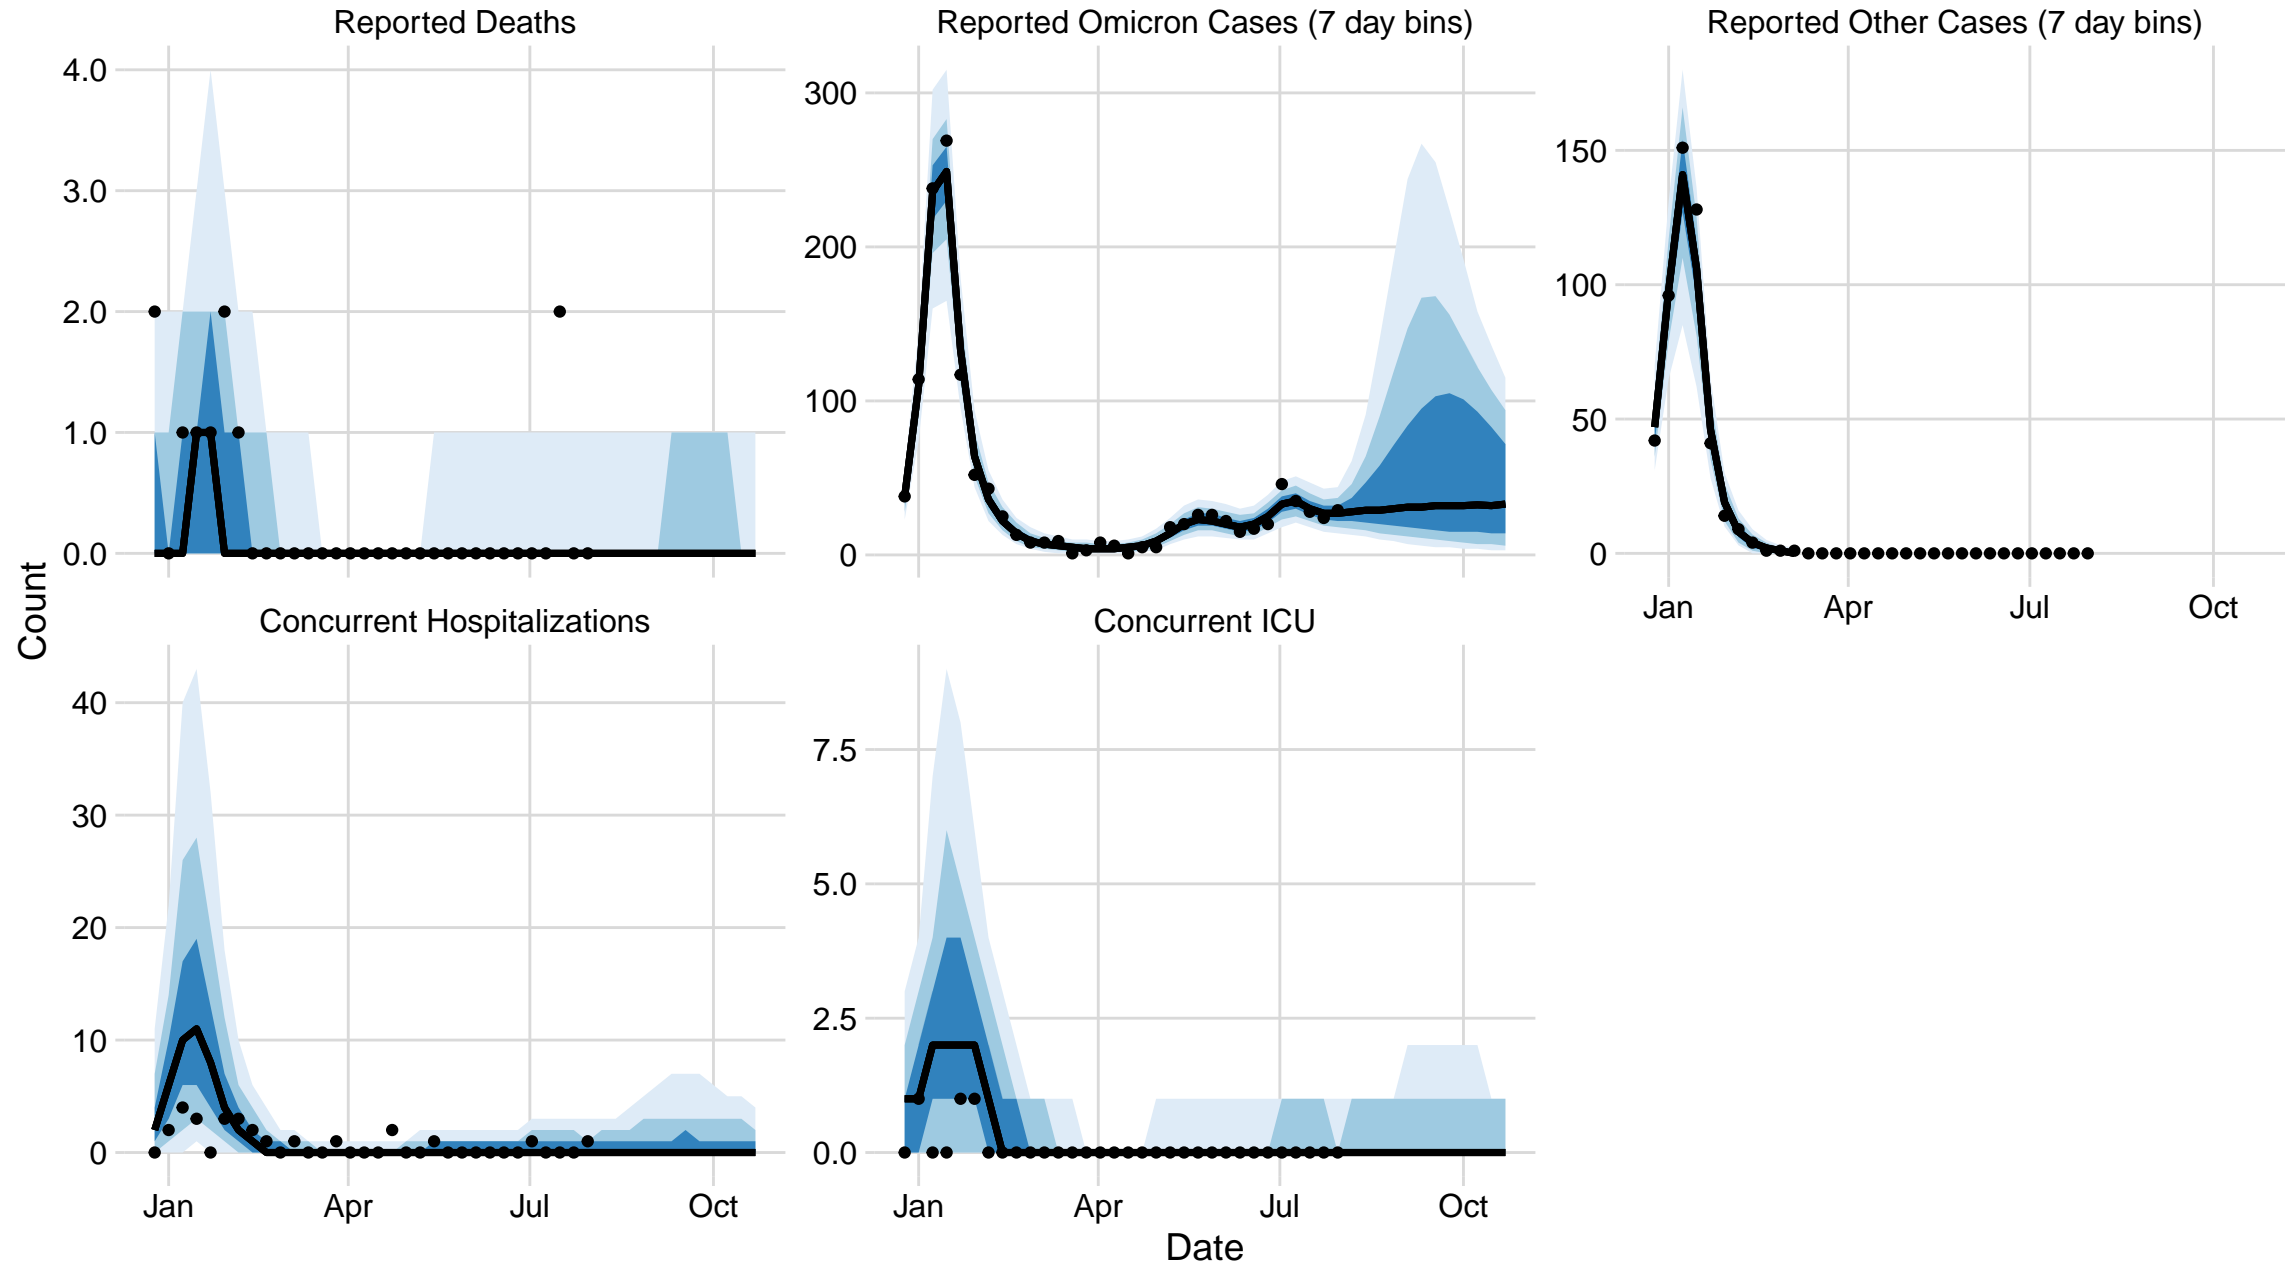 Reported Deaths
Reported Omicron Cases (7 day bins)
Reported Other Cases (7 day bins)
4.0
3.0
2.0
1.0
0.0
300
200
100
0
150
100
50
0
Jan Apr Jul Oct
Count
Concurrent Hospitalizations
Concurrent ICU
40
30
20
10
0
7.5
5.0
2.5
0.0
Jan Apr Jul Oct
Jan Apr Jul Oct
Date